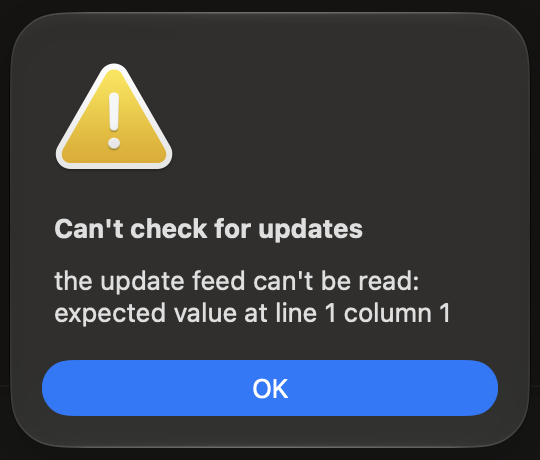 Can't check for updates
the update feed can't be read:
expected value at line 1 column 1
OK